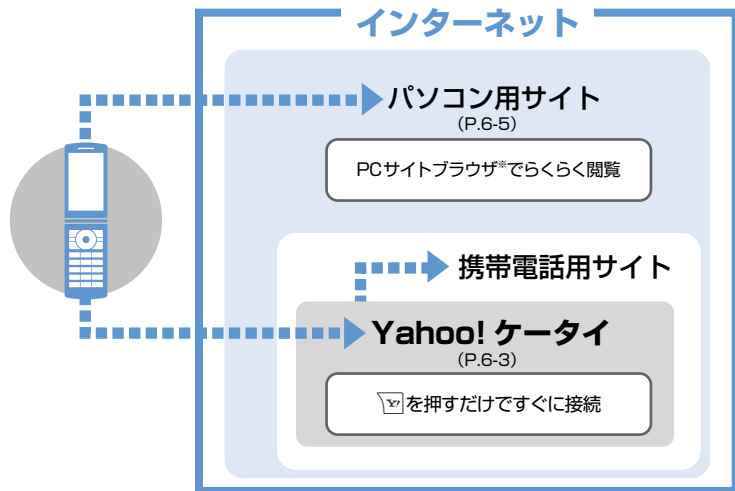 インターネット
パソコン用サイト
(P.6-5)
PCサイトブラウザ※でらくらく閲覧
携帯電話用サイト
Yahoo! ケータイ
(P.6-3)
Y!を押すだけですぐに接続